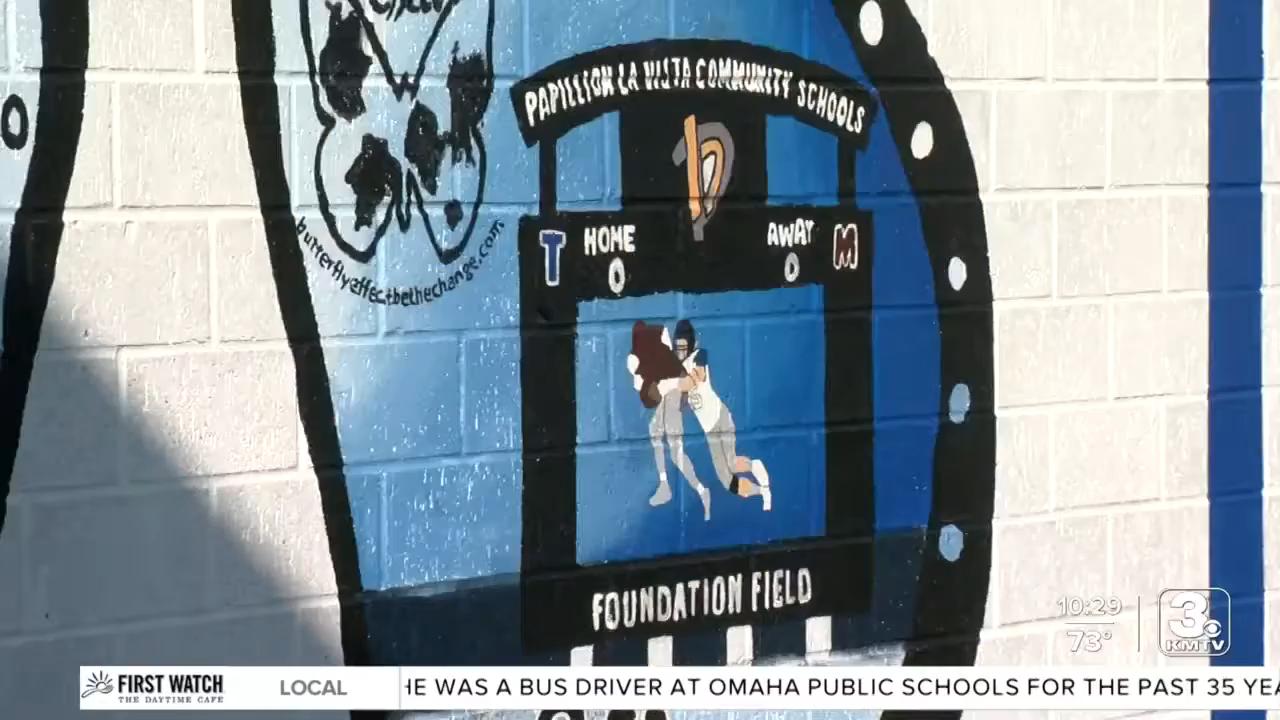 PAPILLION LA VISTA COMMUNITY SCHOOLS
T HOME AWAY M
0 0
butterflyeffectbethechange.com
FOUNDATION FIELD
10:29
73°
3
KMTV
FIRST WATCH
THE DAYTIME CAFE
LOCAL
HE WAS A BUS DRIVER AT OMAHA PUBLIC SCHOOLS FOR THE PAST 35